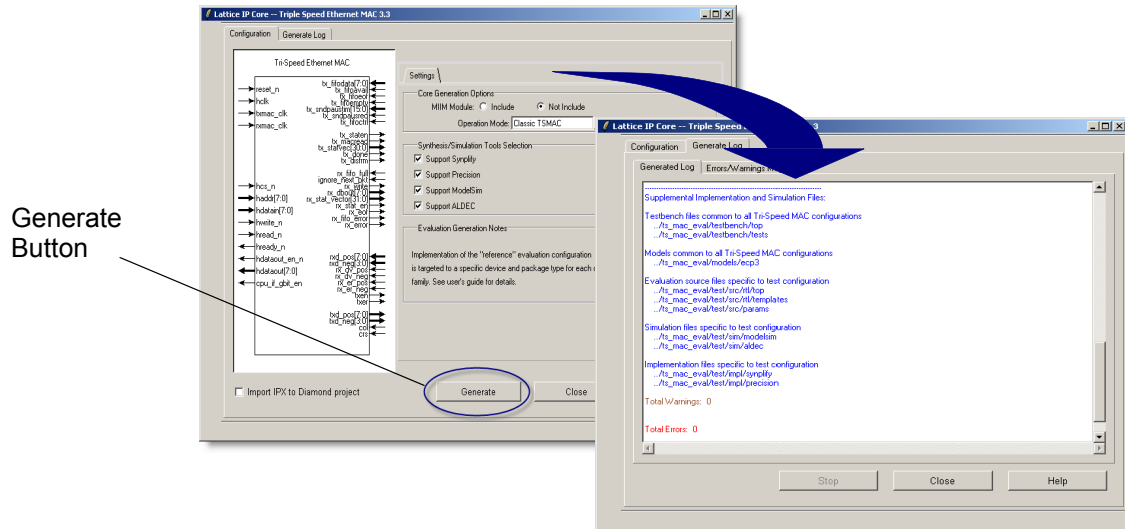 Lattice IP Core -- Triple Speed Ethernet MAC 3.3
Configuration Generate Log
Tri-Speed Ethernet MAC
reset_n
hclk
txmac_clk
rxmac_clk
hcs_n
haddr[7:0]
hdatain[7:0]
hwrite_n
hread_n
hready_n
hdataout_en_n
hdataout[7:0]
cpu_if_gbit_en
tx_fifodata[7:0]
tx_fifoavail
tx_fifoeof
tx_fifoempty
tx_sndpaustim[15:0]
tx_sndpausreq
tx_fifoctrl
tx_staten
tx_macread
tx_statvec[30:0]
tx_done
tx_discfrm
rx_fifo_full
ignore_next_pkt
rx_write
rx_dbout[7:0]
rx_stat_vector[31:0]
rx_stat_en
rx_eof
rx_fifo_error
rx_error
rxd_pos[7:0]
rxd_neg[3:0]
rx_dv_pos
rx_dv_neg
rx_er_pos
rx_er_neg
txen
txer
txd_pos[7:0]
txd_neg[3:0]
col
crs
Settings
Core Generation Options
MIIM Module: Include Not Include
Operation Mode: Classic TSMAC
Synthesis/Simulation Tools Selection
Support Synplify
Support Precision
Support ModelSim
Support ALDEC
Evaluation Generation Notes
Implementation of the "reference" evaluation configuration
is targeted to a specific device and package type for each
family. See user's guide for details.
Import IPX to Diamond project
Generate Close
Generate
Button
Lattice IP Core -- Triple Speed
Configuration Generate Log
Generated Log Errors/Warnings
Supplemental Implementation and Simulation Files:
Testbench files common to all Tri-Speed MAC configurations
../ts_mac_eval/testbench/top
../ts_mac_eval/testbench/tests
Models common to all Tri-Speed MAC configurations
../ts_mac_eval/models/ecp3
Evaluation source files specific to test configuration
../ts_mac_eval/test/src/rtl/top
../ts_mac_eval/test/src/rtl/templates
../ts_mac_eval/test/src/params
Simulation files specific to test configuration
../ts_mac_eval/test/sim/modelsim
../ts_mac_eval/test/sim/aldec
Implementation files specific to test configuration
../ts_mac_eval/test/impl/synplify
../ts_mac_eval/test/impl/precision
Total Warnings: 0
Total Errors: 0
Stop Close Help